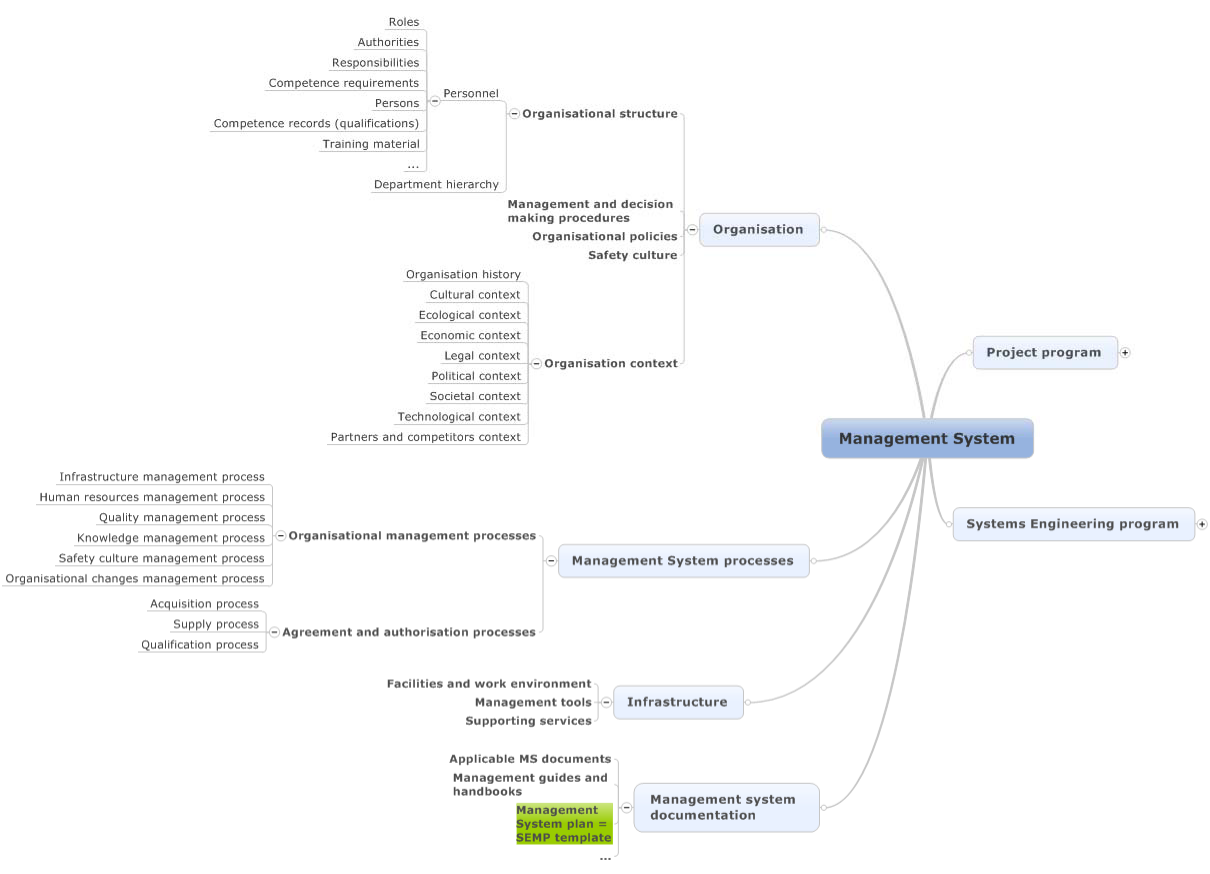 Roles
Authorities
Responsibilities
Competence requirements
Persons
Competence records (qualifications)
Training material
...
Personnel
Department hierarchy
Organisational structure
Management and decision
making procedures
Organisational policies
Safety culture
Organisation history
Cultural context
Ecological context
Economic context
Legal context
Political context
Societal context
Technological context
Partners and competitors context
Organisation context
Organisation
Project program
Management System
Systems Engineering program
Infrastructure management process
Human resources management process
Quality management process
Knowledge management process
Safety culture management process
Organisational changes management process
Organisational management processes
Acquisition process
Supply process
Qualification process
Agreement and authorisation processes
Management System processes
Facilities and work environment
Management tools
Supporting services
Infrastructure
Applicable MS documents
Management guides and
handbooks
Management
System plan =
SEMP template
...
Management system
documentation